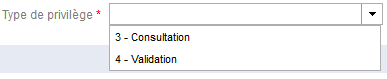 Type de privilège *
3 - Consultation
4 - Validation